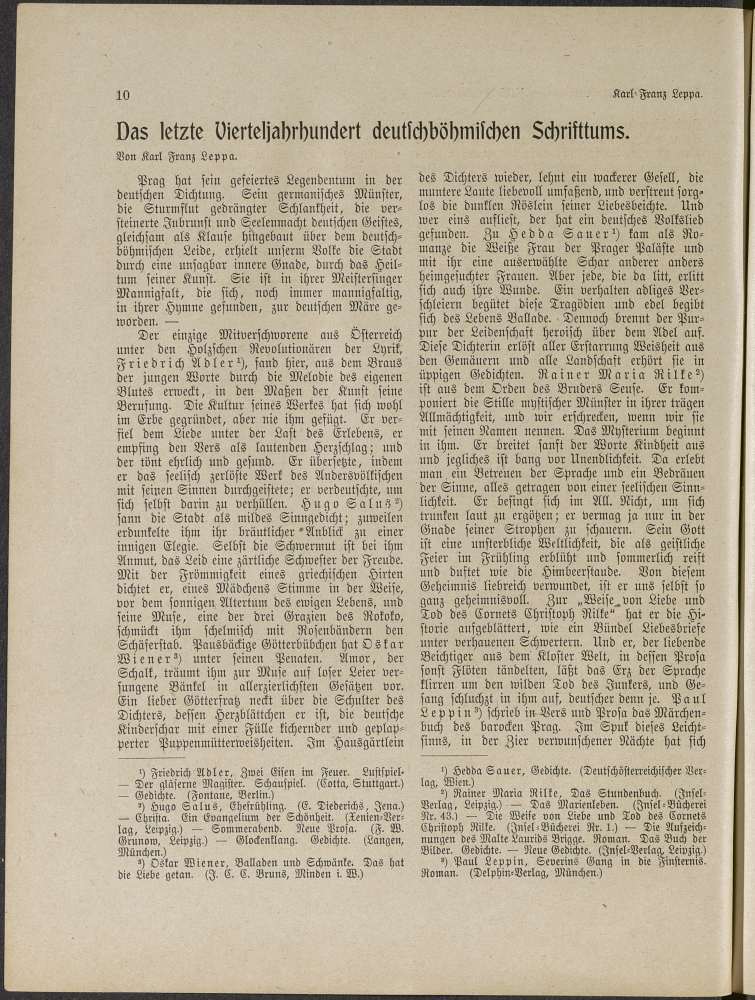 10
Karl Franz Leppa.
Das letzte Vierteljahrhundert deutschböhmischen Schrifttums.
Von Karl Franz Leppa.
Prag hat sein gefeiertes Legendentum in der
deutschen Dichtung. Sein germanisches Münster,
die Sturmflut gedrängter Schlankheit, die ver-
steinerte Inbrunst und Seelenmacht deutschen Geistes,
gleichsam als Klause hingebaut über dem deutsch-
böhmischen Leide, erhielt unserm Volke die Stadt
durch eine unsagbar innere Gnade, durch das Heil-
tum seiner Kunst. Sie ist in ihrer Meistersinger
Mannigfalt, die sich, noch immer mannigfaltig,
in ihrer Hymne gefunden, zur deutschen Märe ge-
worden. —
Der einzige Mitverschworene aus Österreich
unter den Holzschen Revolutionären der Lyrik,
Friedrich Adler¹), fand hier, aus dem Braus
der jungen Worte durch die Melodie des eigenen
Blutes erweckt, in den Maßen der Kunst seine
Berufung. Die Kultur seines Werkes hat sich wohl
im Erbe gegründet, aber nie ihm gefügt. Er ver-
fiel dem Liede unter der Last des Erlebens, er
empfing den Vers als lautenden Herzschlag; und
der tönt ehrlich und gesund. Er übersetzte, indem
er das seelisch zerlöste Werk des Andersvölkischen
mit seinen Sinnen durchgeistete; er verdeutschte, um
sich selbst darin zu verhüllen. Hugo Salus²)
sann die Stadt als mildes Sinngedicht; zuweilen
erdunkelte ihm ihr bräutlicher Anblick zu einer
innigen Elegie. Selbst die Schwermut ist bei ihm
Anmut, das Leid eine zärtliche Schwester der Freude.
Mit der Frömmigkeit eines griechischen Hirten
dichtet er, eines Mädchens Stimme in der Weise,
vor dem sonnigen Altertum des ewigen Lebens, und
seine Muse, eine der drei Grazien des Rokoko,
schmückt ihm schelmisch mit Rosenbändern den
Schäferstab. Pausbäckige Götterbübchen hat Oskar
Wiener³) unter seinen Penaten. Amor, der
Schalk, träumt ihm zur Muse auf loser Leier ver-
sungene Bänkel in allerzierlichsten Gesätzen vor.
Ein lieber Götterfratz neckt über die Schulter des
Dichters, dessen Herzblättchen er ist, die deutsche
Kinderschar mit einer Fülle kichernder und geplap-
perter Puppenmütterweisheiten. Im Hausgärtlein
¹) Friedrich Adler, Zwei Eisen im Feuer. Lustspiel.
— Der gläserne Magister. Schauspiel. (Cotta, Stuttgart.)
— Gedichte. (Fontane, Berlin.)
²) Hugo Salus, Ehefrühling. (E. Diederichs, Jena.)
— Christa. Ein Evangelium der Schönheit. (Xenien-Ver-
lag, Leipzig.) — Sommerabend. Neue Prosa. (F. W.
Grunow, Leipzig.) — Glockenklang. Gedichte. (Langen,
München.)
³) Oskar Wiener, Balladen und Schwänke. Das hat
die Liebe getan. (J. C. C. Bruns, Minden i. W.)
des Dichters wieder, lehnt ein wackerer Gesell, die
muntere Laute liebevoll umfassend, und verstreut sorg-
los die dunklen Röslein seiner Liebesbeichte. Und
wer eins aufliest, der hat ein deutsches Volkslied
gefunden. Zu Hedda Sauer¹) kam als Ro-
manze die Weiße Frau der Prager Paläste und
mit ihr eine auserwählte Schar anderer anders
heimgesuchter Frauen. Aber jede, die da litt, erlitt
sich auch ihre Wunde. Ein verhalten adliges Ver-
schleiern begütet diese Tragödien und edel begibt
sich des Lebens Ballade. Dennoch brennt der Pur-
pur der Leidenschaft heroisch über dem Adel auf.
Diese Dichterin erlöst aller Erstarrung Weisheit aus
den Gemäuern und alle Landschaft erhört sie in
üppigen Gedichten. Rainer Maria Rilke²)
ist aus dem Orden des Bruders Seuse. Er kom-
poniert die Stille mystischer Münster in ihrer trägen
Allmächtigkeit, und wir erschrecken, wenn wir sie
mit seinen Namen nennen. Das Mysterium beginnt
in ihm. Er breitet sanft der Worte Kindheit aus
und jegliches ist bang vor Unendlichkeit. Da erlebt
man ein Betreuen der Sprache und ein Bedräuen
der Sinne, alles getragen von einer seelischen Sinn-
lichkeit. Er besingt sich im All. Nicht, um sich
trunken laut zu ergötzen; er vermag ja nur in der
Gnade seiner Strophen zu schauern. Sein Gott
ist eine unsterbliche Weltlichkeit, die als geistliche
Feier im Frühling erblüht und sommerlich reift
und duftet wie die Himbeerstaude. Von diesem
Geheimnis liebreich verwundet, ist er uns selbst so
ganz geheimnisvoll. Zur „Weise von Liebe und
Tod des Cornets Christoph Rilke“ hat er die Hi-
storie aufgeblättert, wie ein Bündel Liebesbriefe
unter verhauenen Schwertern. Und er, der liebende
Beichtiger aus dem Kloster Welt, in dessen Prosa
sonst Flöten tändelten, läßt das Erz der Sprache
klirren um den wilden Tod des Junkers, und Ge-
sang schluchzt in ihm auf, deutscher denn je. Paul
Leppin³) schrieb in Vers und Prosa das Märchen-
buch des barocken Prag. Im Spuk dieses Leicht-
sinns, in der Zier verwunschener Nächte hat sich
¹) Hedda Sauer, Gedichte. (Deutschösterreichischer Ver-
lag, Wien.)
²) Rainer Maria Rilke, Das Stundenbuch. (Insel-
Verlag, Leipzig.) — Das Marienleben. (Insel-Bücherei
Nr. 43.) — Die Weise von Liebe und Tod des Cornets
Christoph Rilke. (Insel-Bücherei Nr. 1.) — Die Aufzeich-
nungen des Malte Laurids Brigge. Roman. Das Buch der
Bilder. Gedichte. — Neue Gedichte. (Insel-Verlag, Leipzig.)
³) Paul Leppin, Severins Gang in die Finsternis.
Roman. (Delphin-Verlag, München.)